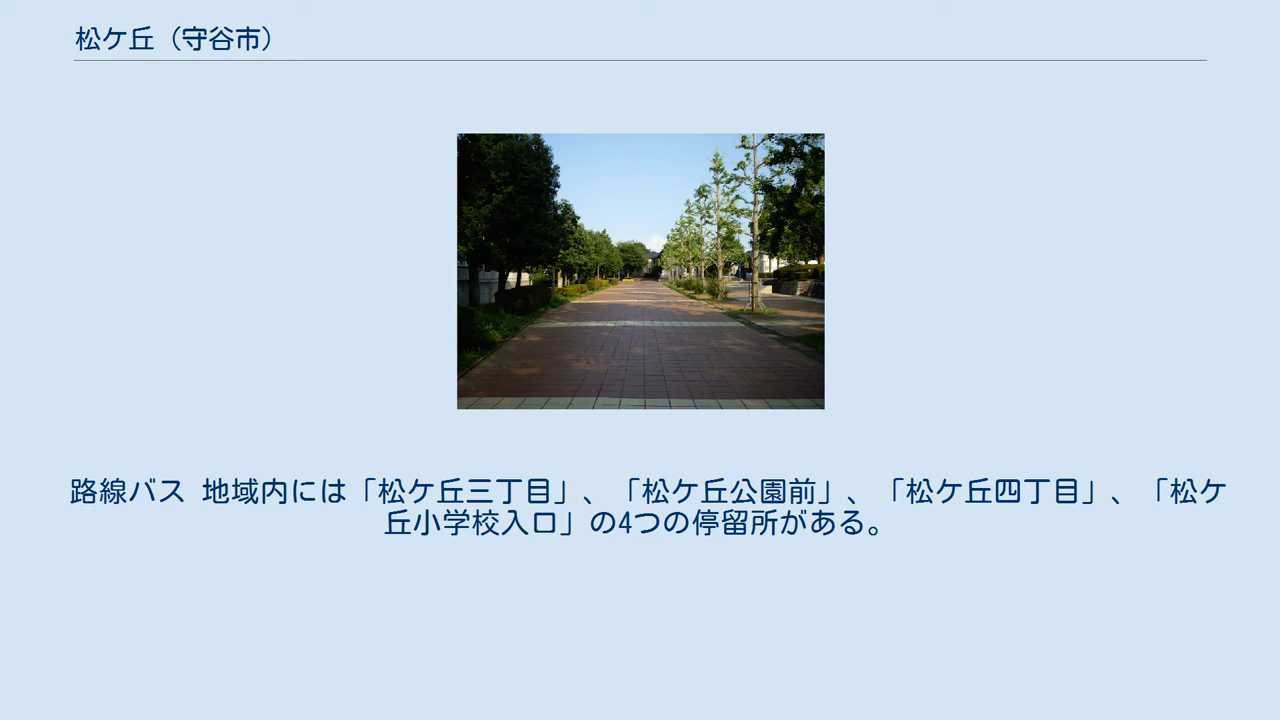 松ケ丘（守谷市）
路線バス 地域内には「松ケ丘三丁目」、「松ケ丘公園前」、「松ケ丘四丁目」、「松ケ
丘小学校入口」の4つの停留所がある。